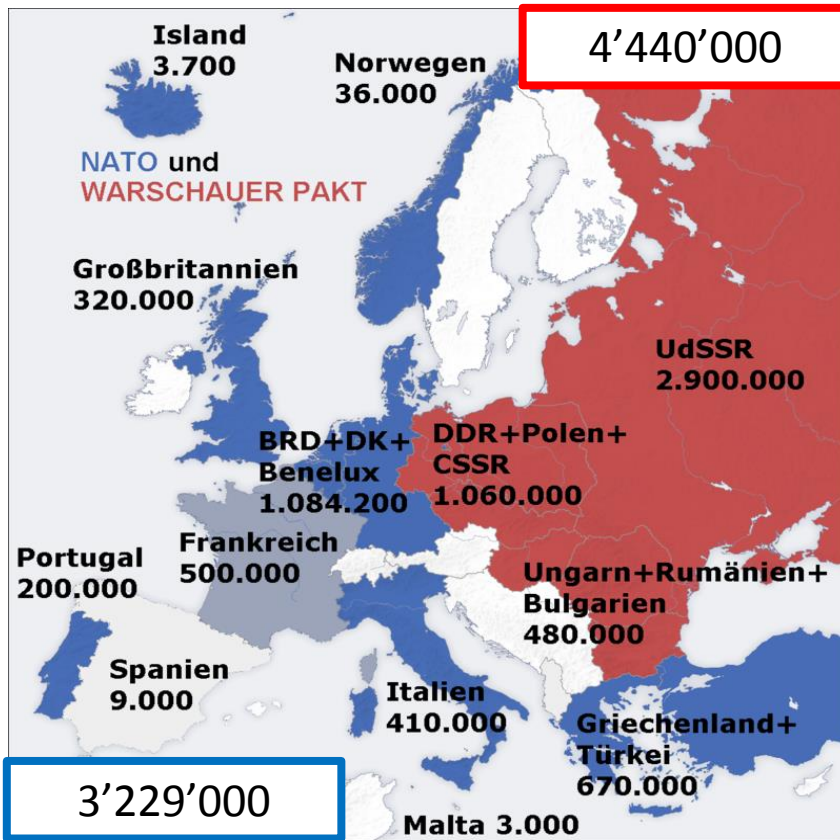 4’440’000
Island
3.700
Norwegen
36.000
NATO und
WARSCHAUER PAKT
Großbritannien
320.000
UdSSR
2.900.000
BRD+DK+
Benelux
1.084.200
DDR+Polen+
CSSR
1.060.000
Frankreich
500.000
Portugal
200.000
Ungarn+Rumänien+
Bulgarien
480.000
Spanien
9.000
Italien
410.000
Griechenland+
Türkei
670.000
3’229’000
Malta 3.000